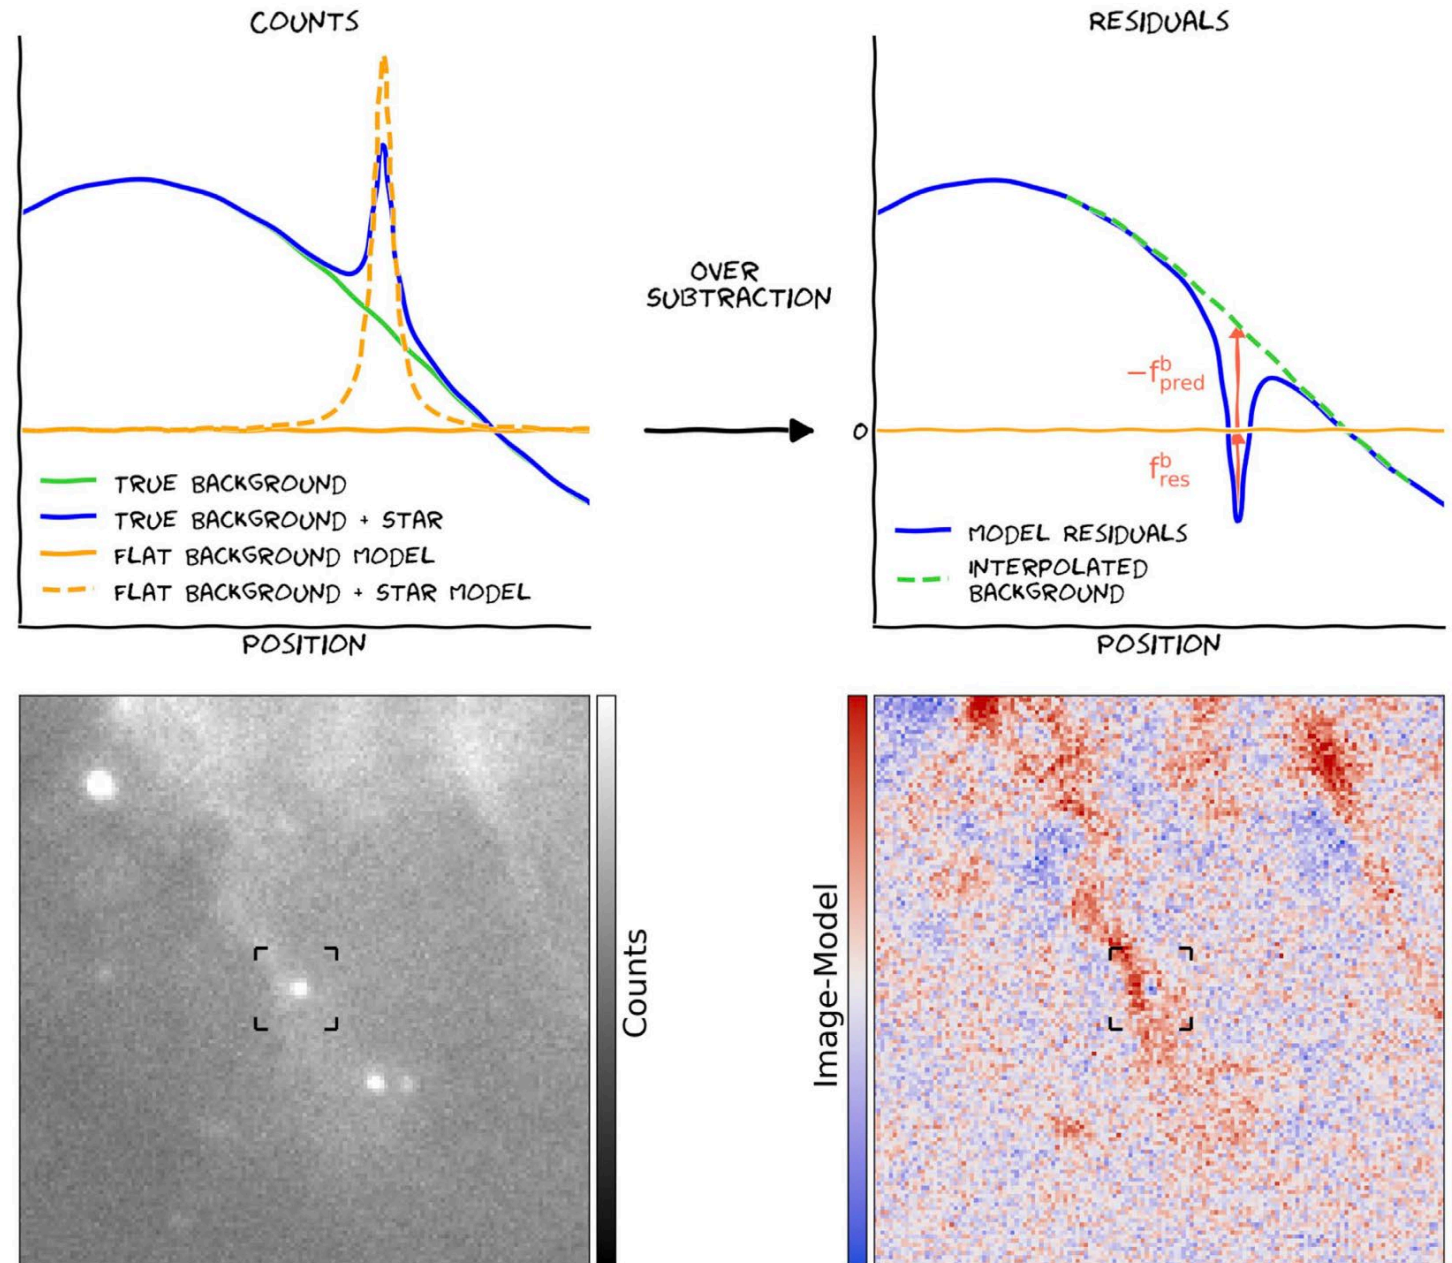 COUNTS
TRUE BACKGROUND
TRUE BACKGROUND + STAR
FLAT BACKGROUND MODEL
FLAT BACKGROUND + STAR MODEL
POSITION
OVER
SUBTRACTION
RESIDUALS
0
−f^b_pred
f^b_res
MODEL RESIDUALS
INTERPOLATED
BACKGROUND
POSITION
Counts
Image-Model